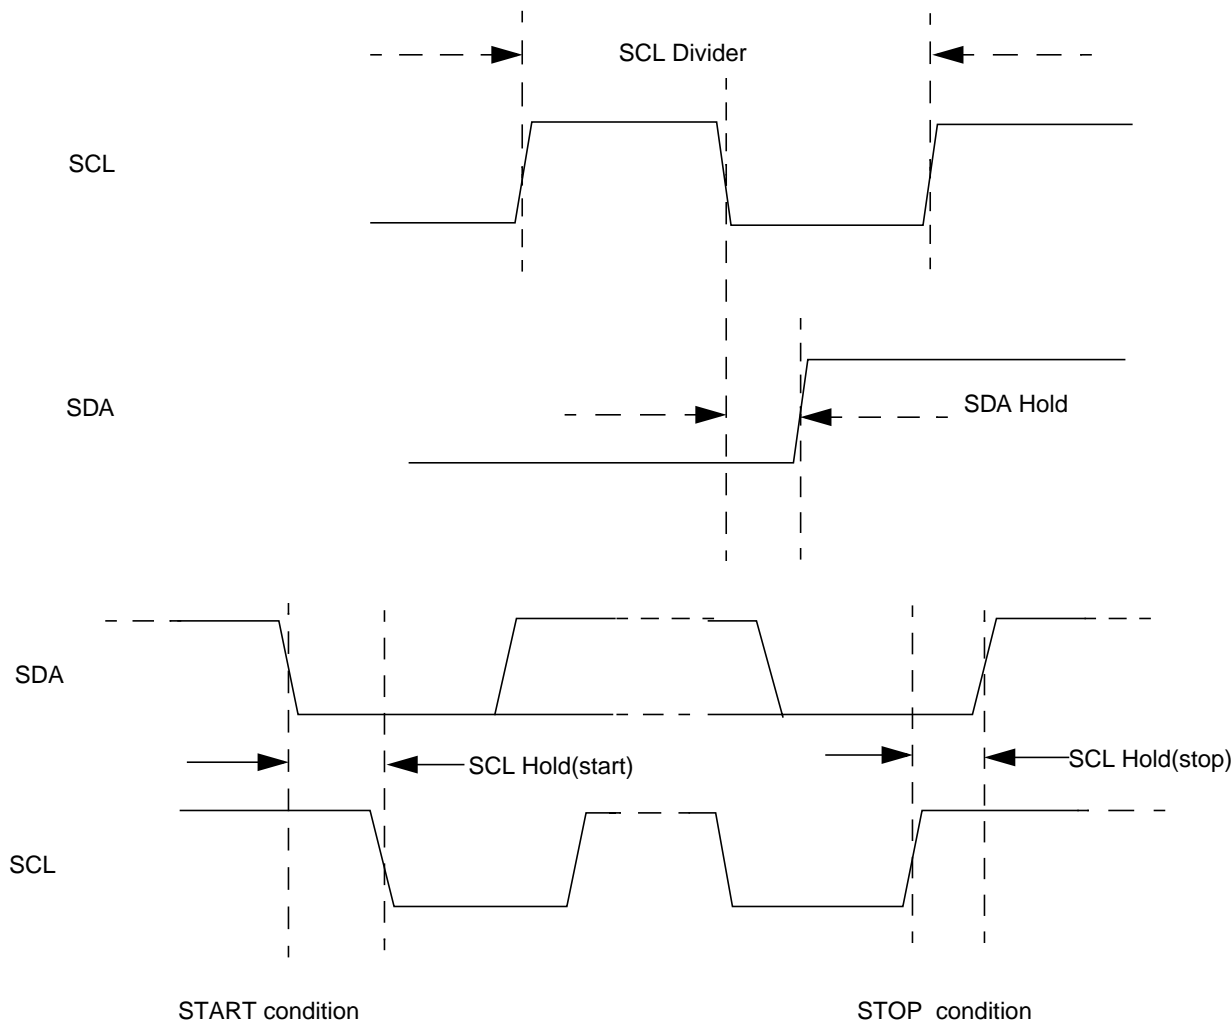 SCL Divider
SCL
SDA
SDA Hold
SDA
SCL Hold(start)
SCL Hold(stop)
SCL
START condition
STOP condition